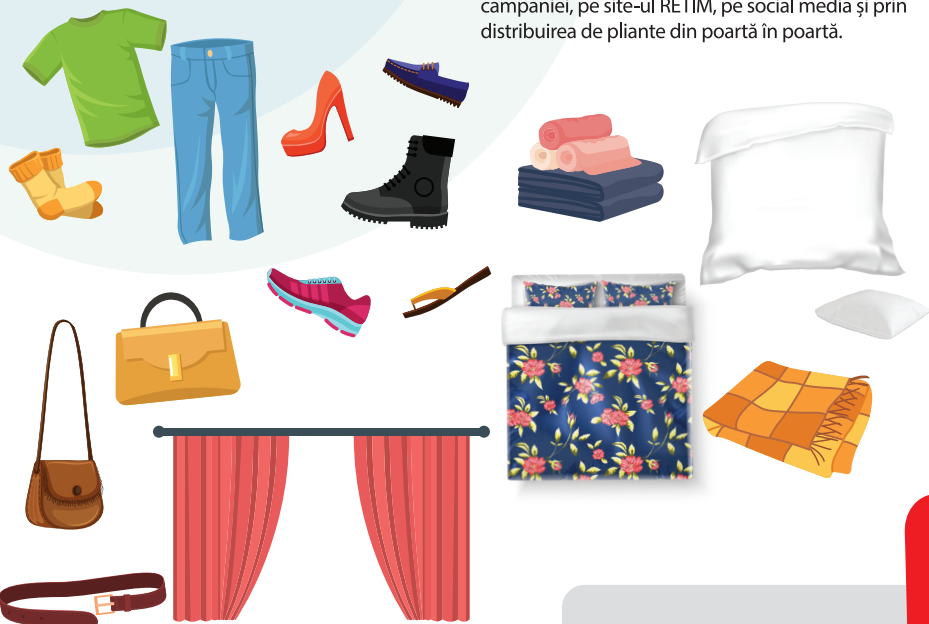 campaniei, pe site-ul RETIM, pe social media și prin
distribuirea de pliante din poartă în poartă.